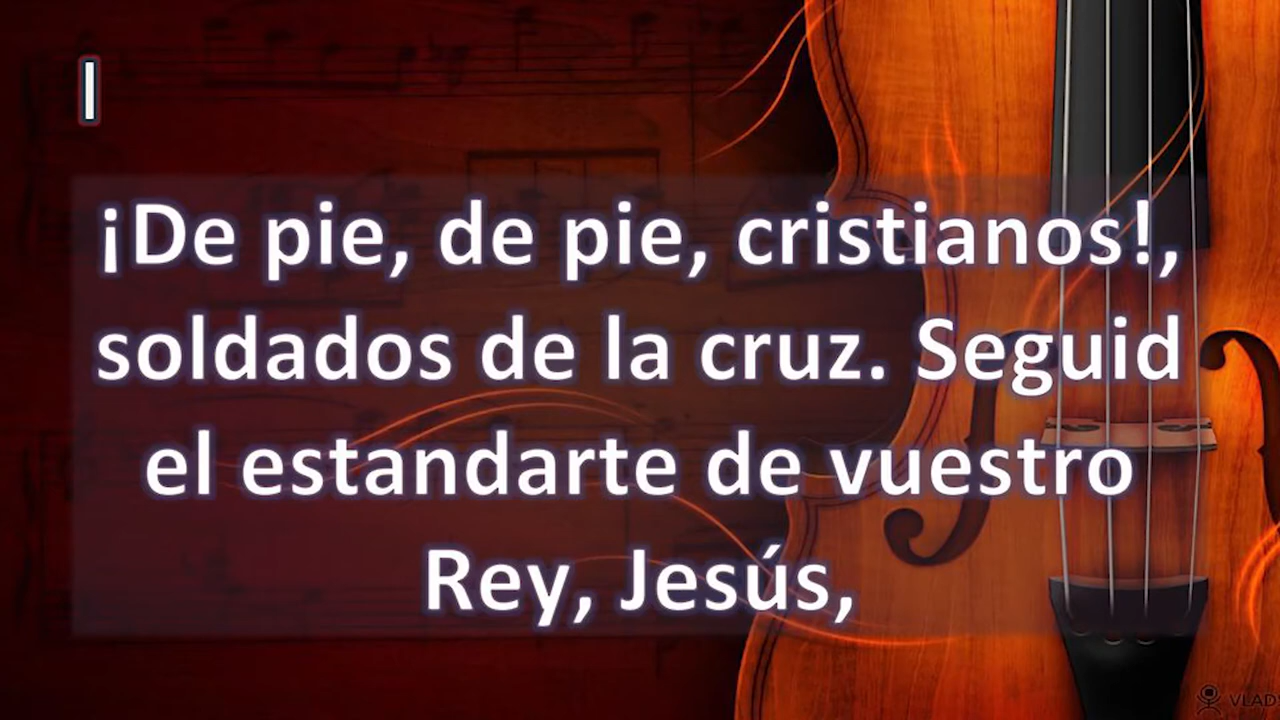 I
¡De pie, de pie, cristianos!,
soldados de la cruz. Seguid
el estandarte de vuestro
Rey, Jesús,